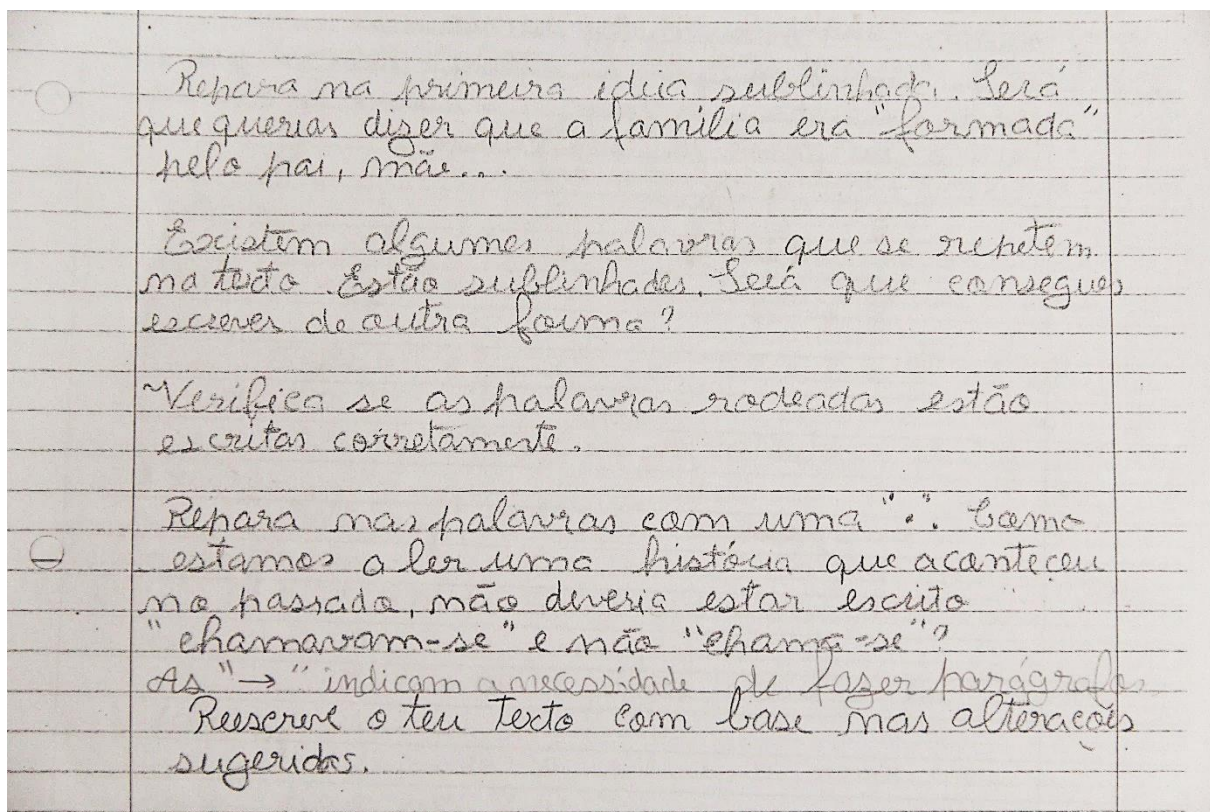 Repara na primeira ideia sublinhada. Será
que querias dizer que a família era "formada"
pelo pai, mãe...
Existem algumas palavras que se repetem
no texto. Estão sublinhadas. Será que consegues
escreves de outra forma?
Verifica se as palavras rodeadas estão
escritas corretamente.
Repara nas palavras com uma "•". Como
estamos a ler uma história que aconteceu
no passado, não deveria estar escrito
"chamavam-se" e não "chama-se"?
As "→" indicam a necessidade de fazer parágrafos
Reescreve o teu texto com base nas alteracões
sugeridas.